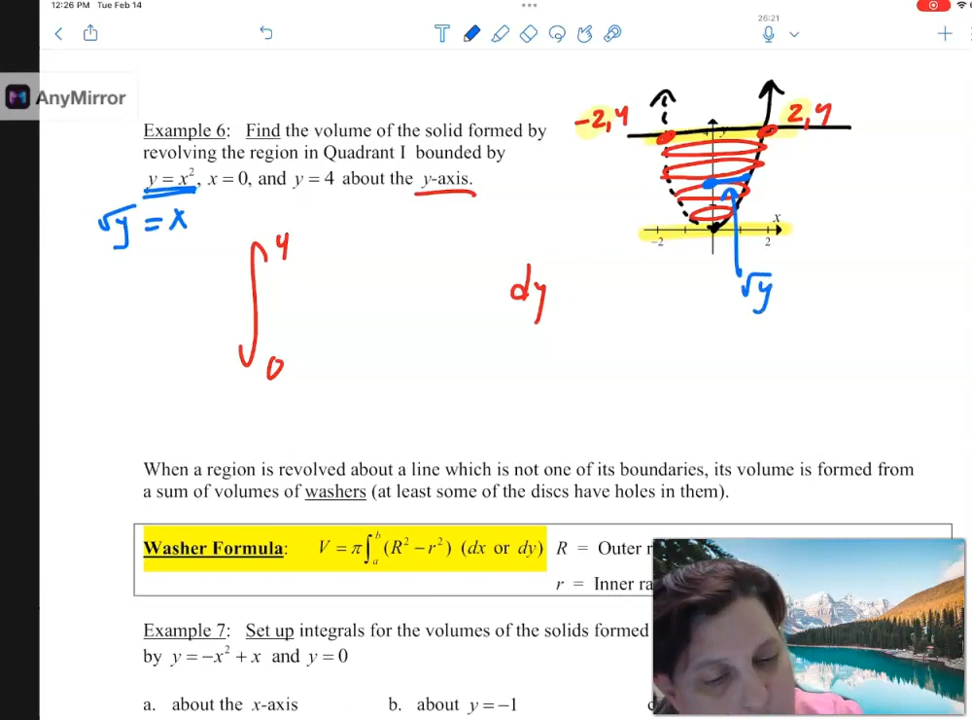 12:26 PM Tue Feb 14
26:21
T
AnyMirror
Example 6: Find the volume of the solid formed by
revolving the region in Quadrant I bounded by
y = x², x = 0, and y = 4 about the y-axis.
√y = x
-2, 4
2, 4
y
x
-2
2
√y
∫₀⁴ dy
When a region is revolved about a line which is not one of its boundaries, its volume is formed from
a sum of volumes of washers (at least some of the discs have holes in them).
Washer Formula: V = π∫ₐᵇ (R² − r²) (dx or dy) R = Outer r
r = Inner ra
Example 7: Set up integrals for the volumes of the solids formed
by y = −x² + x and y = 0
a. about the x-axis
b. about y = −1